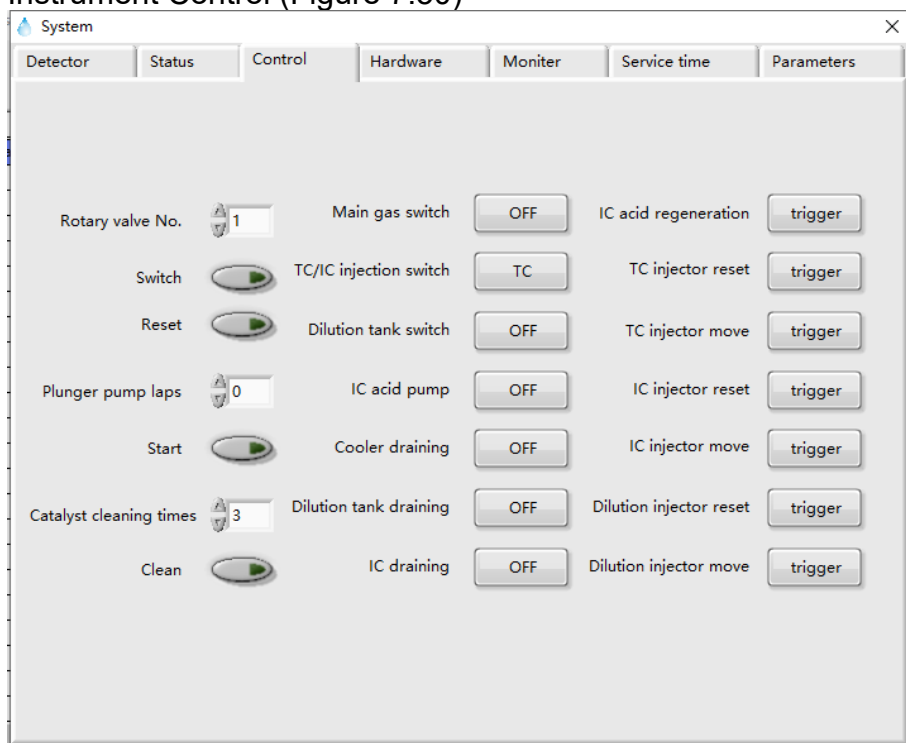 Instrument Control (Figure 7.30)
System
Detector Status Control Hardware Moniter Service time Parameters
Rotary valve No. 1 Main gas switch OFF IC acid regeneration trigger
Switch TC/IC injection switch TC TC injector reset trigger
Reset Dilution tank switch OFF TC injector move trigger
Plunger pump laps 0 IC acid pump OFF IC injector reset trigger
Start Cooler draining OFF IC injector move trigger
Catalyst cleaning times 3 Dilution tank draining OFF Dilution injector reset trigger
Clean IC draining OFF Dilution injector move trigger